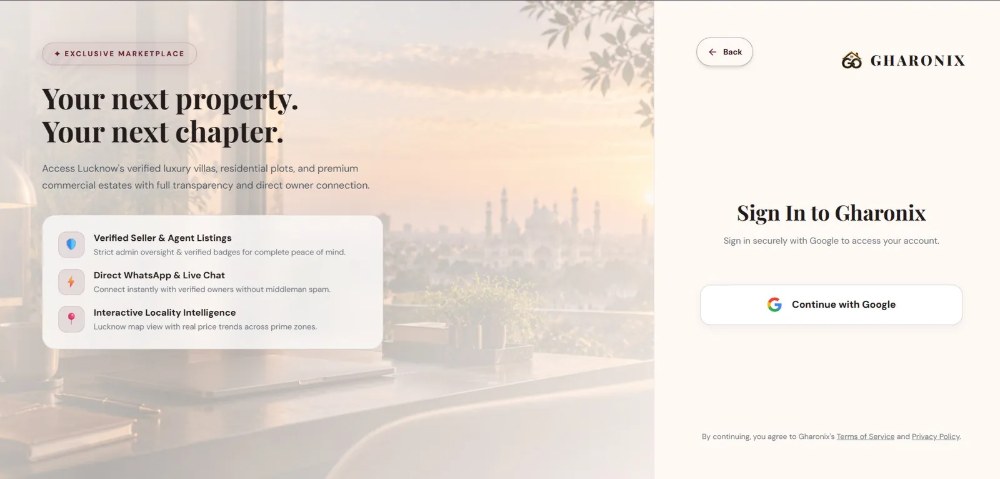 ✦ EXCLUSIVE MARKETPLACE
Your next property.
Your next chapter.
Access Lucknow's verified luxury villas, residential plots, and premium
commercial estates with full transparency and direct owner connection.
Verified Seller & Agent Listings
Strict admin oversight & verified badges for complete peace of mind.
Direct WhatsApp & Live Chat
Connect instantly with verified owners without middleman spam.
Interactive Locality Intelligence
Lucknow map view with real price trends across prime zones.
← Back
GHARONIX
Sign In to Gharonix
Sign in securely with Google to access your account.
Continue with Google
By continuing, you agree to Gharonix's Terms of Service and Privacy Policy.